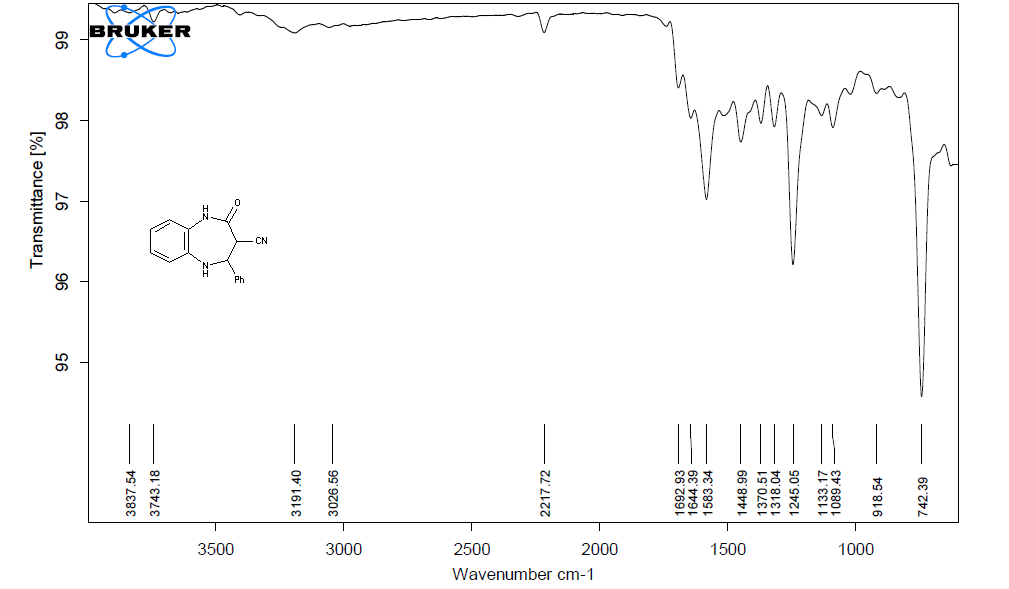 BRUKER
Transmittance [%]
99
98
97
96
95
H
N
O
CN
N
H
Ph
3837.54
3743.18
3191.40
3026.56
2217.72
1692.93
1644.39
1583.34
1448.99
1370.51
1318.04
1245.05
1133.17
1089.43
918.54
742.39
3500 3000 2500 2000 1500 1000
Wavenumber cm-1